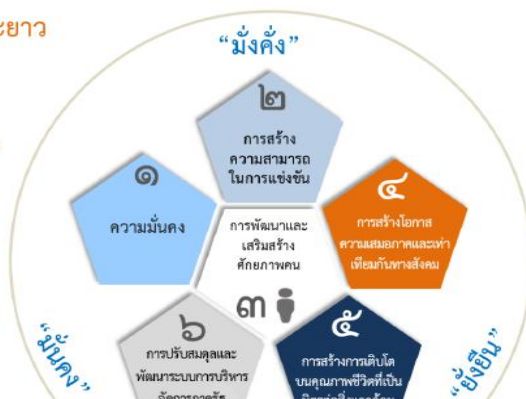 ะยาว
“มั่งคั่ง”
๒
การสร้าง
ความสามารถ
ในการแข่งขัน
๑
ความมั่นคง
๔
การสร้างโอกาส
ความเสมอภาคและเท่า
เทียมกันทางสังคม
การพัฒนาและ
เสริมสร้าง
ศักยภาพคน
๓
๖
การปรับสมดุลและ
พัฒนาระบบการบริหาร
๕
การสร้างการเติบโต
บนคุณภาพชีวิตที่เป็น
“มั่นคง”
“ยั่งยืน”